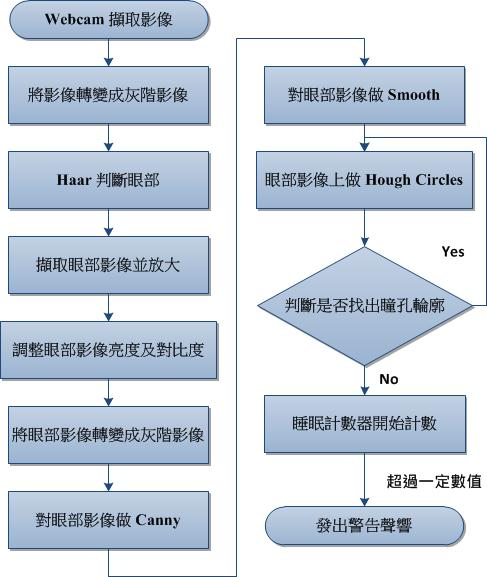 Webcam 擷取影像
將影像轉變成灰階影像
Haar 判斷眼部
擷取眼部影像並放大
調整眼部影像亮度及對比度
將眼部影像轉變成灰階影像
對眼部影像做 Canny
對眼部影像做 Smooth
眼部影像上做 Hough Circles
Yes
判斷是否找出瞳孔輪廓
No
睡眠計數器開始計數
超過一定數值
發出警告聲響